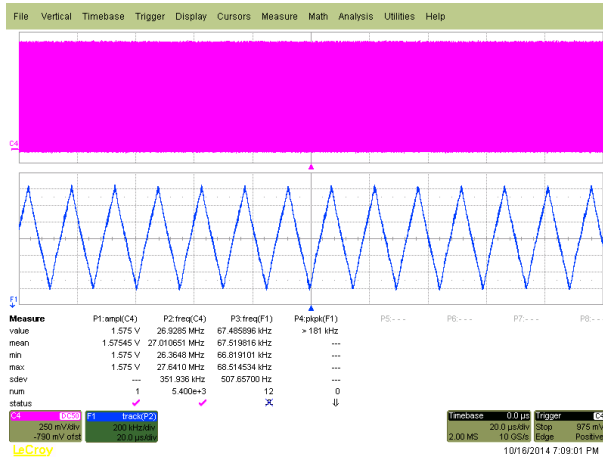 File Vertical Timebase Trigger Display Cursors Measure Math Analysis Utilities Help
C4
F1
Measure P1:ampl(C4) P2:freq(C4) P3:freq(F1) P4:pkpk(F1) P5:- - - P6:- - - P7:- - - P8:-
value 1.575 V 26.9285 MHz 67.485896 kHz > 181 kHz
mean 1.57545 V 27.010651 MHz 67.519816 kHz ---
min 1.575 V 26.3648 MHz 66.819101 kHz ---
max 1.575 V 27.6410 MHz 68.514534 kHz ---
sdev --- 351.936 kHz 507.65700 Hz ---
num 1 5.400e+3 12 0
status
C4 DC50 F1 track(P2) Timebase 0.0 µs Trigger
250 mV/div 200 kHz/div 20.0 µs/div Stop 975 mV
-790 mV ofst 20.0 µs/div 2.00 MS 10 GS/s Edge Positive
LeCroy 10/16/2014 7:09:01 PM